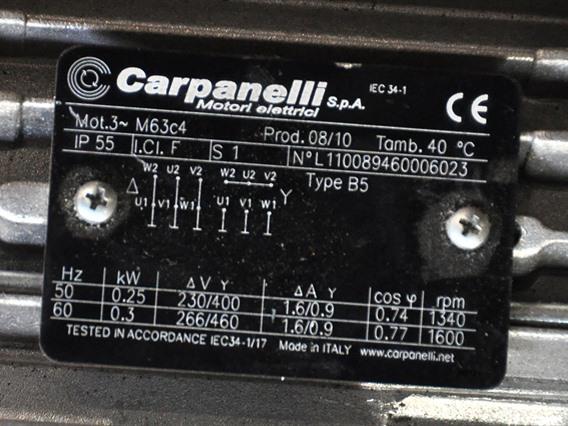 Carpanelli S.p.A. IEC 34-1
Motori elettrici
CE
Mot.3~ M63c4 Prod. 08/10 Tamb. 40 °C
IP 55 I.Cl. F S 1 N° L110089460006023
W2 U2 V2 W2 U2 V2 Type B5
Δ Y
U1 V1 W1 U1 V1 W1
Hz kW Δ V Y Δ A Y cos φ rpm
50 0.25 230/400 1.6/0.9 0.74 1340
60 0.3 266/460 1.6/0.9 0.77 1600
TESTED IN ACCORDANCE IEC34-1/17 Made in ITALY www.carpanelli.net